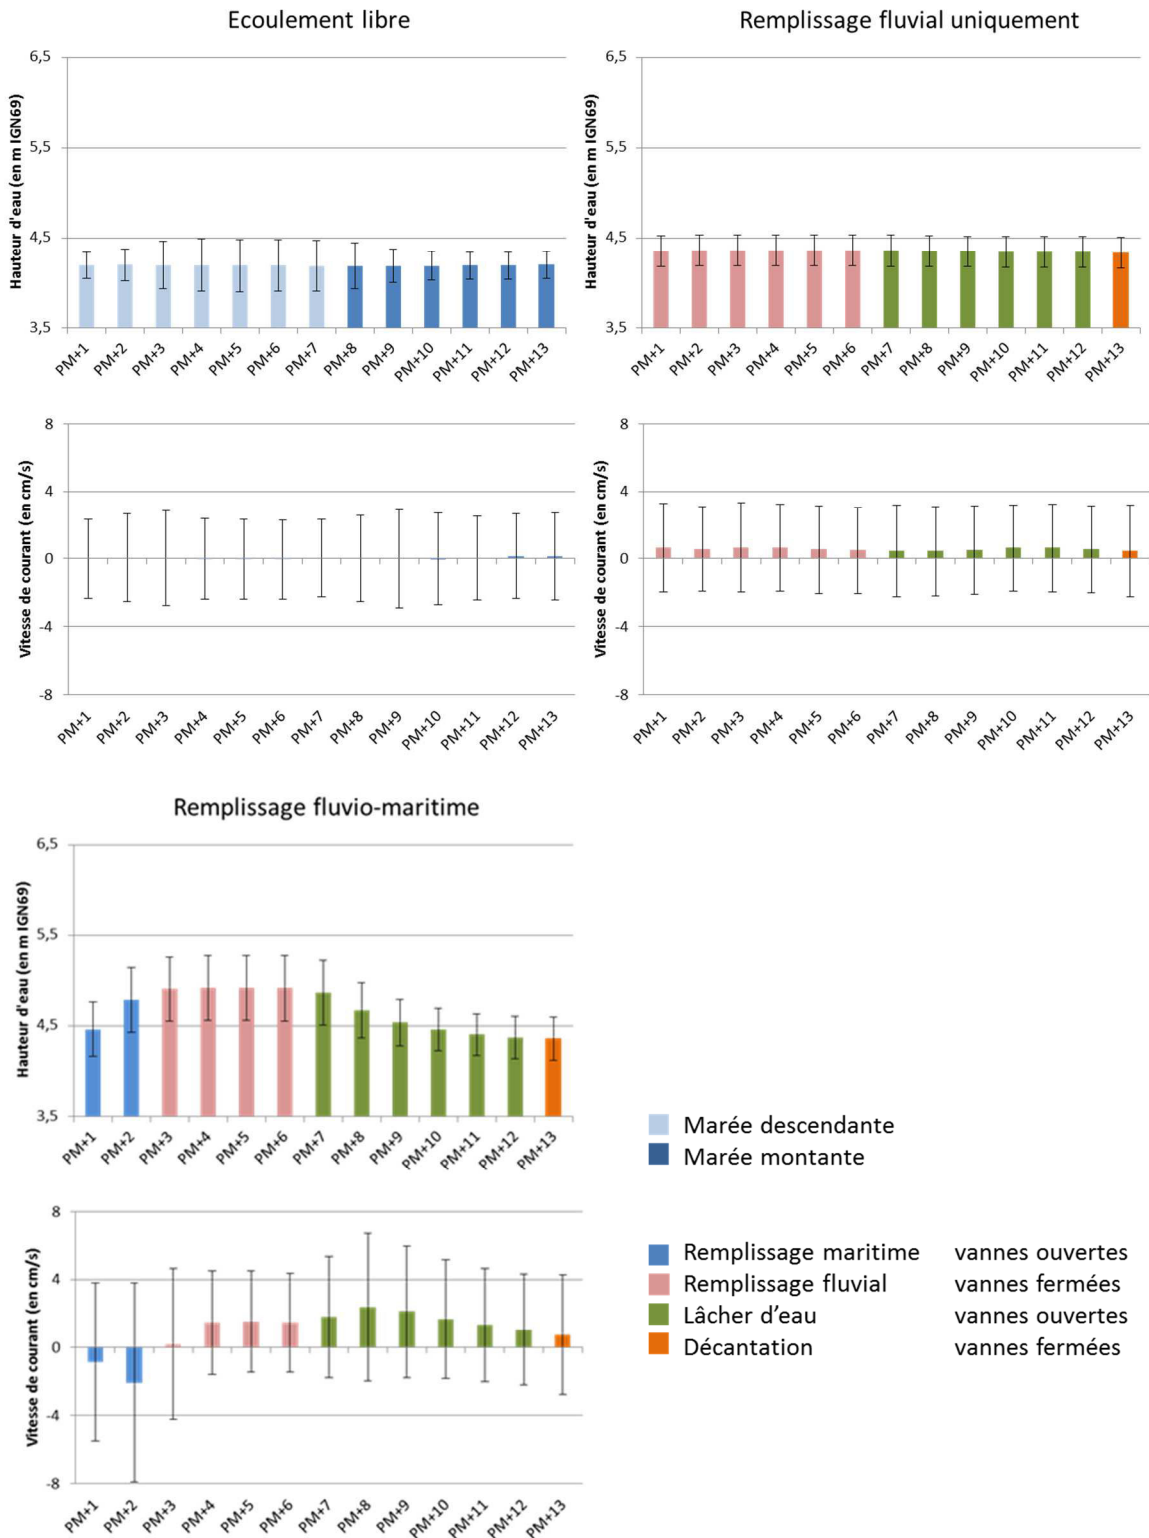 Ecoulement libre
Hauteur d'eau (en m IGN69)
6,5
5,5
4,5
3,5
PM+1 PM+2 PM+3 PM+4 PM+5 PM+6 PM+7 PM+8 PM+9 PM+10 PM+11 PM+12 PM+13
Vitesse de courant (en cm/s)
8
4
0
-4
-8
PM+1 PM+2 PM+3 PM+4 PM+5 PM+6 PM+7 PM+8 PM+9 PM+10 PM+11 PM+12 PM+13
Remplissage fluvial uniquement
Hauteur d'eau (en m IGN69)
6,5
5,5
4,5
3,5
PM+1 PM+2 PM+3 PM+4 PM+5 PM+6 PM+7 PM+8 PM+9 PM+10 PM+11 PM+12 PM+13
Vitesse de courant (en cm/s)
8
4
0
-4
-8
PM+1 PM+2 PM+3 PM+4 PM+5 PM+6 PM+7 PM+8 PM+9 PM+10 PM+11 PM+12 PM+13
Remplissage fluvio-maritime
Hauteur d'eau (en m IGN69)
6,5
5,5
4,5
3,5
PM+1 PM+2 PM+3 PM+4 PM+5 PM+6 PM+7 PM+8 PM+9 PM+10 PM+11 PM+12 PM+13
Vitesse de courant (en cm/s)
8
4
0
-4
-8
PM+1 PM+2 PM+3 PM+4 PM+5 PM+6 PM+7 PM+8 PM+9 PM+10 PM+11 PM+12 PM+13
Marée descendante
Marée montante
Remplissage maritime vannes ouvertes
Remplissage fluvial vannes fermées
Lâcher d’eau vannes ouvertes
Décantation vannes fermées